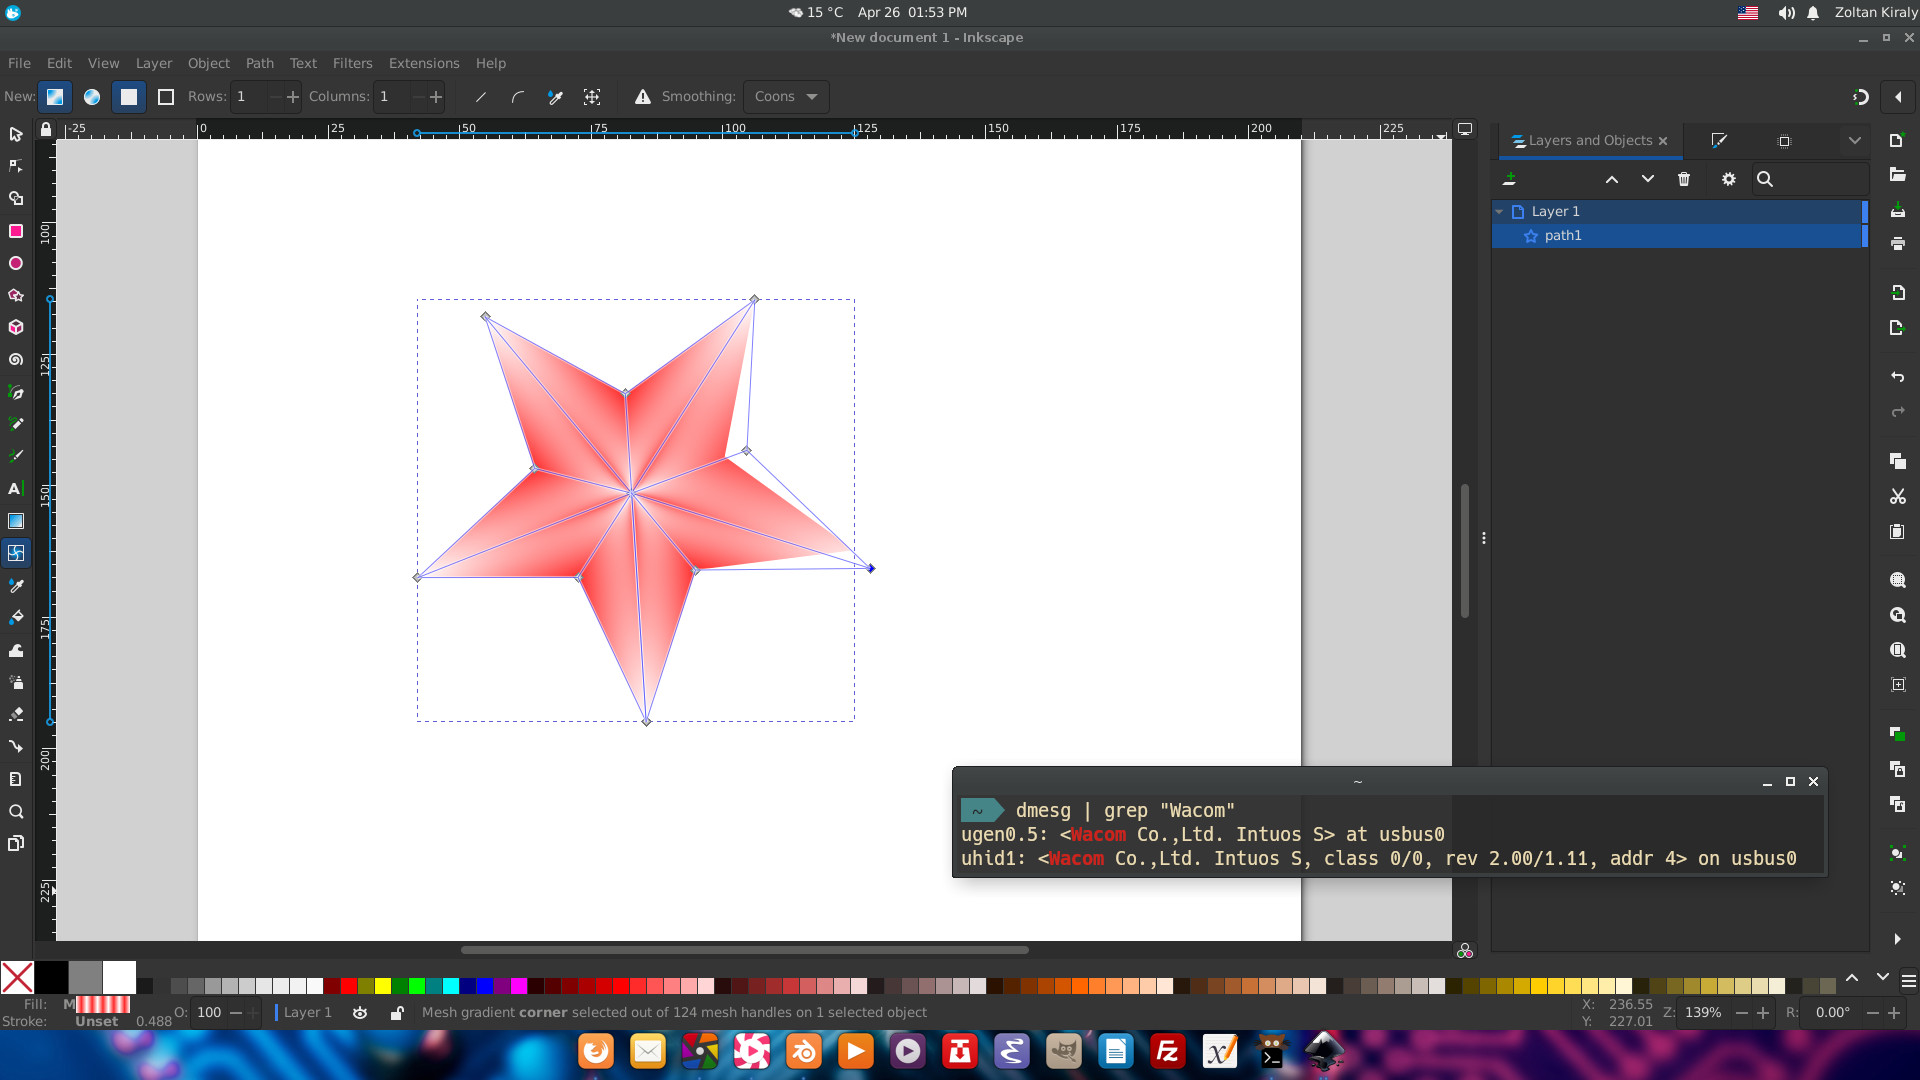 15 °C Apr 26 01:53 PM
Zoltan Kiraly
*New document 1 - Inkscape
File Edit View Layer Object Path Text Filters Extensions Help
New: Rows: 1 Columns: 1 Smoothing: Coons
-25 0 25 50 75 100 125 150 175 200 225
100
125
150
175
200
225
Layers and Objects
Layer 1
path1
~
~ dmesg | grep "Wacom"
ugen0.5: <Wacom Co.,Ltd. Intuos S> at usbus0
uhid1: <Wacom Co.,Ltd. Intuos S, class 0/0, rev 2.00/1.11, addr 4> on usbus0
Fill: M
Stroke: Unset 0.488
O: 100
Layer 1
Mesh gradient corner selected out of 124 mesh handles on 1 selected object
X: 236.55
Y: 227.01
Z: 139%
R: 0.00°